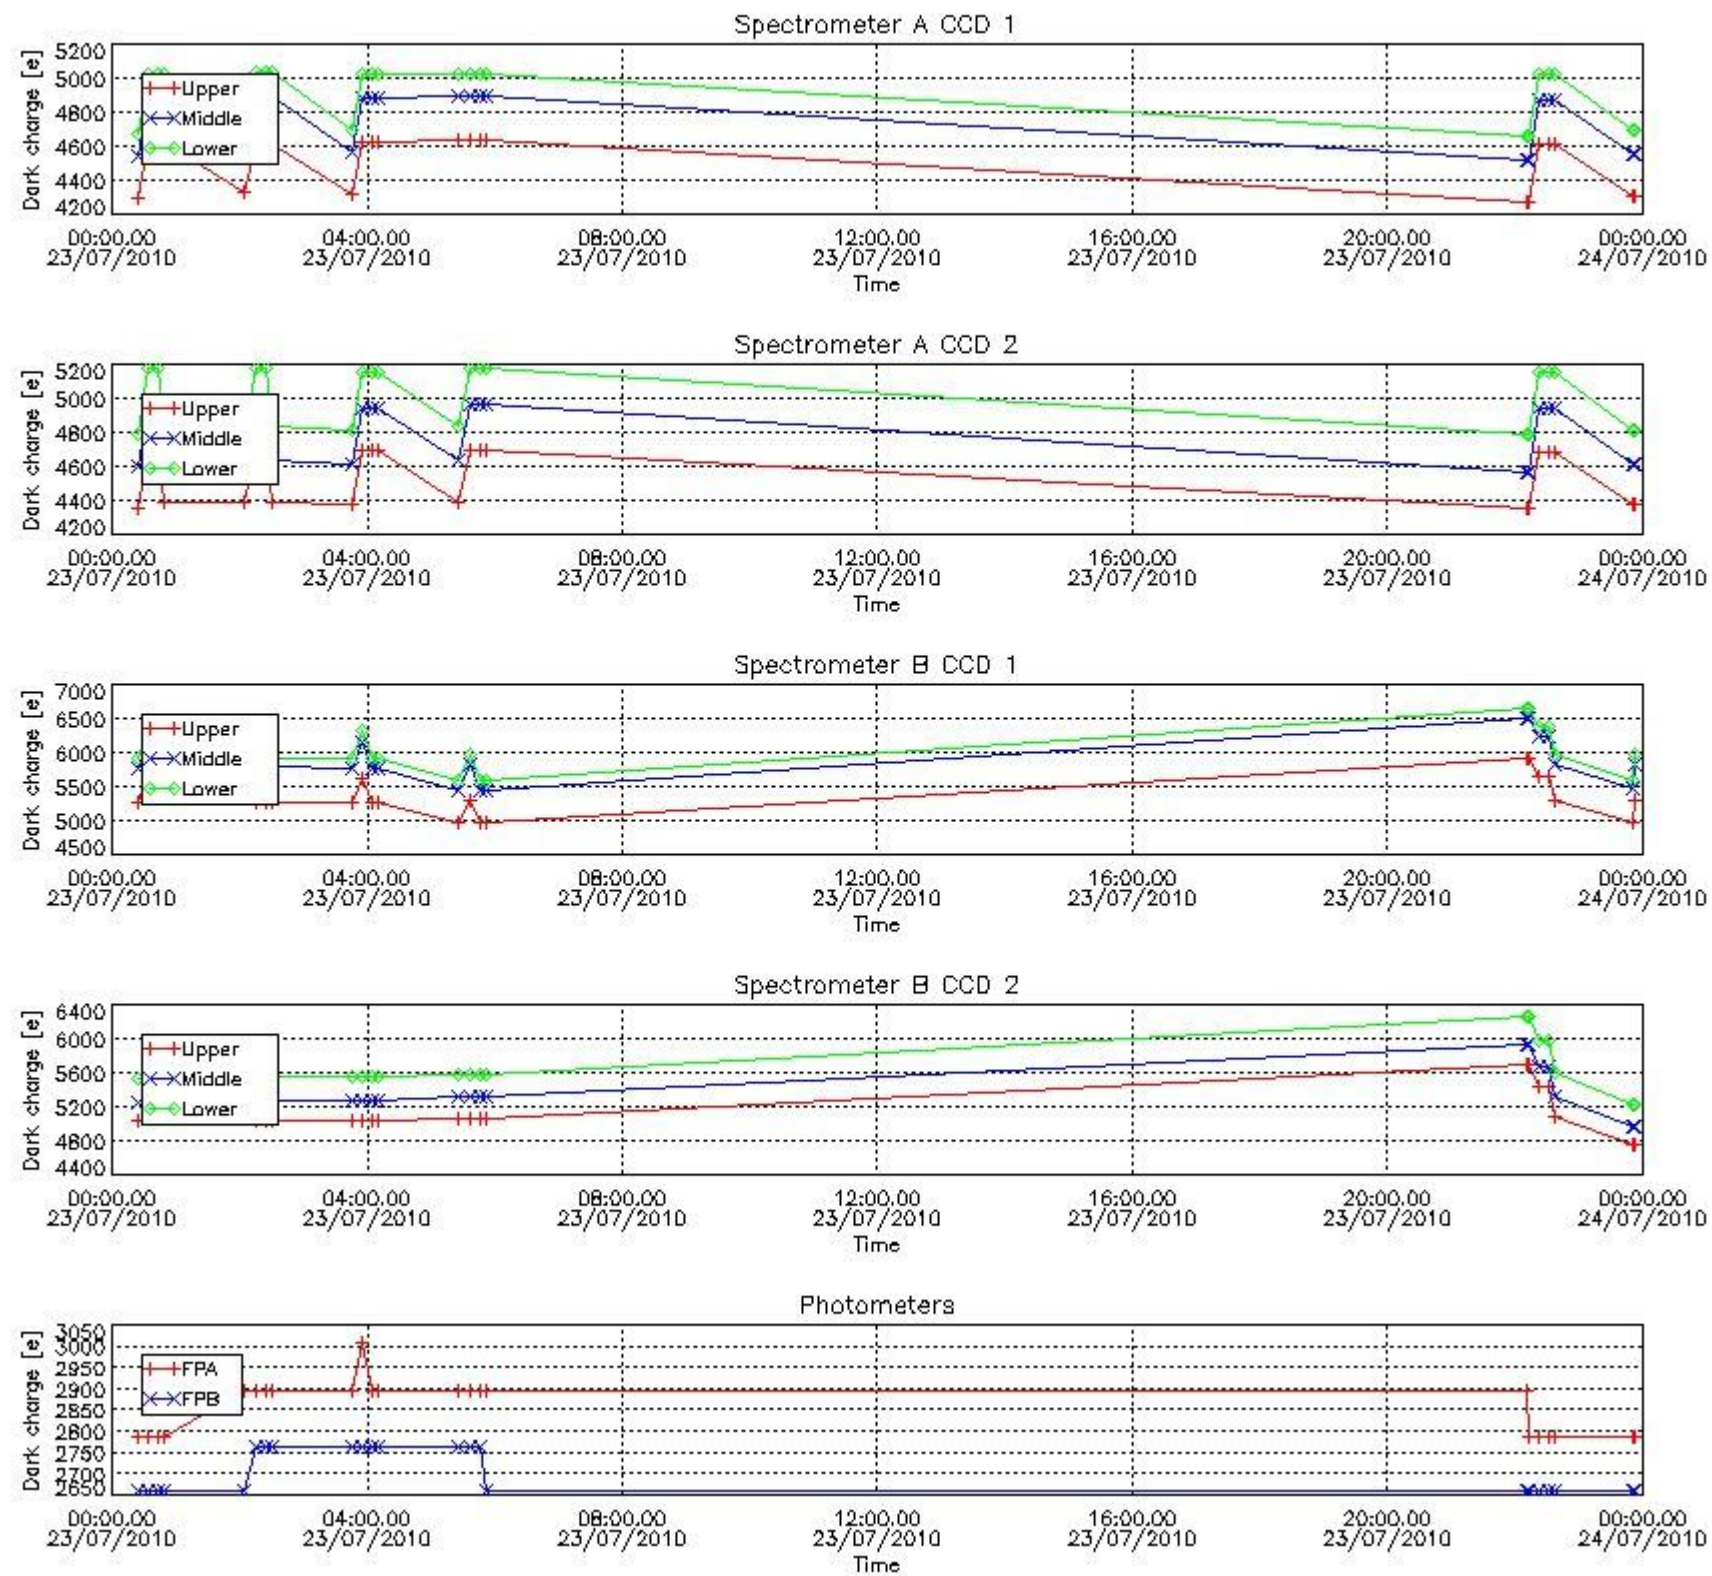 Spectrometer A CCD 1
Dark charge [e]
5200
5000
4800
4600
4400
4200
Upper
Middle
Lower
00:00.00 04:00.00 08:00.00 12:00.00 16:00.00 20:00.00 00:00.00
23/07/2010 23/07/2010 23/07/2010 23/07/2010 23/07/2010 23/07/2010 24/07/2010
Time
Spectrometer A CCD 2
Dark charge [e]
5200
5000
4800
4600
4400
4200
Upper
Middle
Lower
00:00.00 04:00.00 08:00.00 12:00.00 16:00.00 20:00.00 00:00.00
23/07/2010 23/07/2010 23/07/2010 23/07/2010 23/07/2010 23/07/2010 24/07/2010
Time
Spectrometer B CCD 1
Dark charge [e]
7000
6500
6000
5500
5000
4500
Upper
Middle
Lower
00:00.00 04:00.00 08:00.00 12:00.00 16:00.00 20:00.00 00:00.00
23/07/2010 23/07/2010 23/07/2010 23/07/2010 23/07/2010 23/07/2010 24/07/2010
Time
Spectrometer B CCD 2
Dark charge [e]
6400
6000
5600
5200
4800
4400
Upper
Middle
Lower
00:00.00 04:00.00 08:00.00 12:00.00 16:00.00 20:00.00 00:00.00
23/07/2010 23/07/2010 23/07/2010 23/07/2010 23/07/2010 23/07/2010 24/07/2010
Time
Photometers
Dark charge [e]
3050
3000
2950
2900
2850
2800
2750
2700
2650
FPA
FPB
00:00.00 04:00.00 08:00.00 12:00.00 16:00.00 20:00.00 00:00.00
23/07/2010 23/07/2010 23/07/2010 23/07/2010 23/07/2010 23/07/2010 24/07/2010
Time